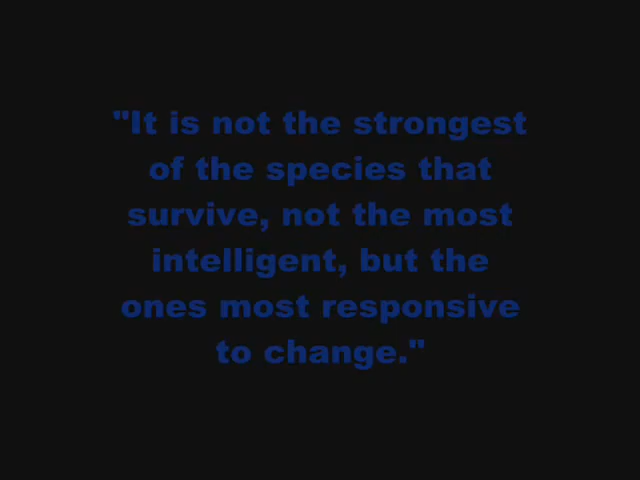 "It is not the strongest
of the species that
survive, not the most
intelligent, but the
ones most responsive
to change."